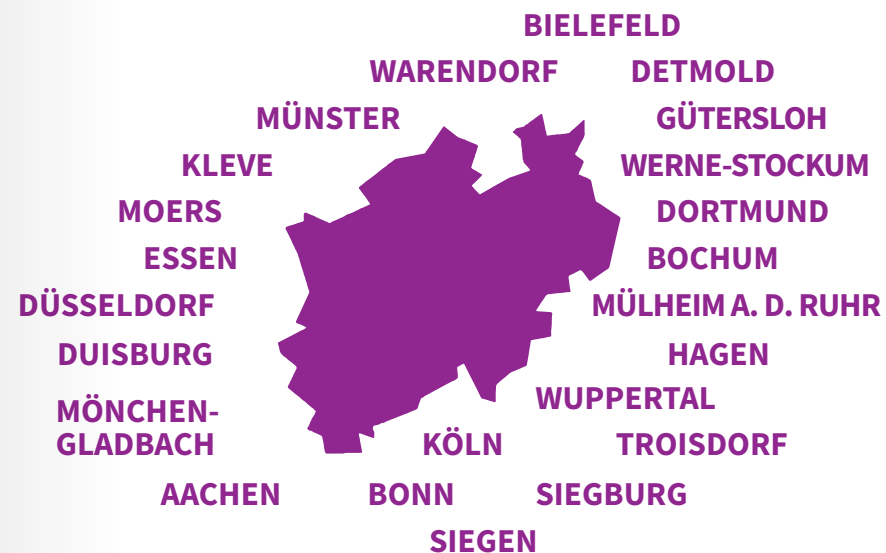 BIELEFELD
WARENDORF DETMOLD
MÜNSTER GÜTERSLOH
KLEVE WERNE-STOCKUM
MOERS DORTMUND
ESSEN BOCHUM
DÜSSELDORF MÜLHEIM A. D. RUHR
DUISBURG HAGEN
WUPPERTAL
MÖNCHEN-
GLADBACH KÖLN TROISDORF
AACHEN BONN SIEGBURG
SIEGEN